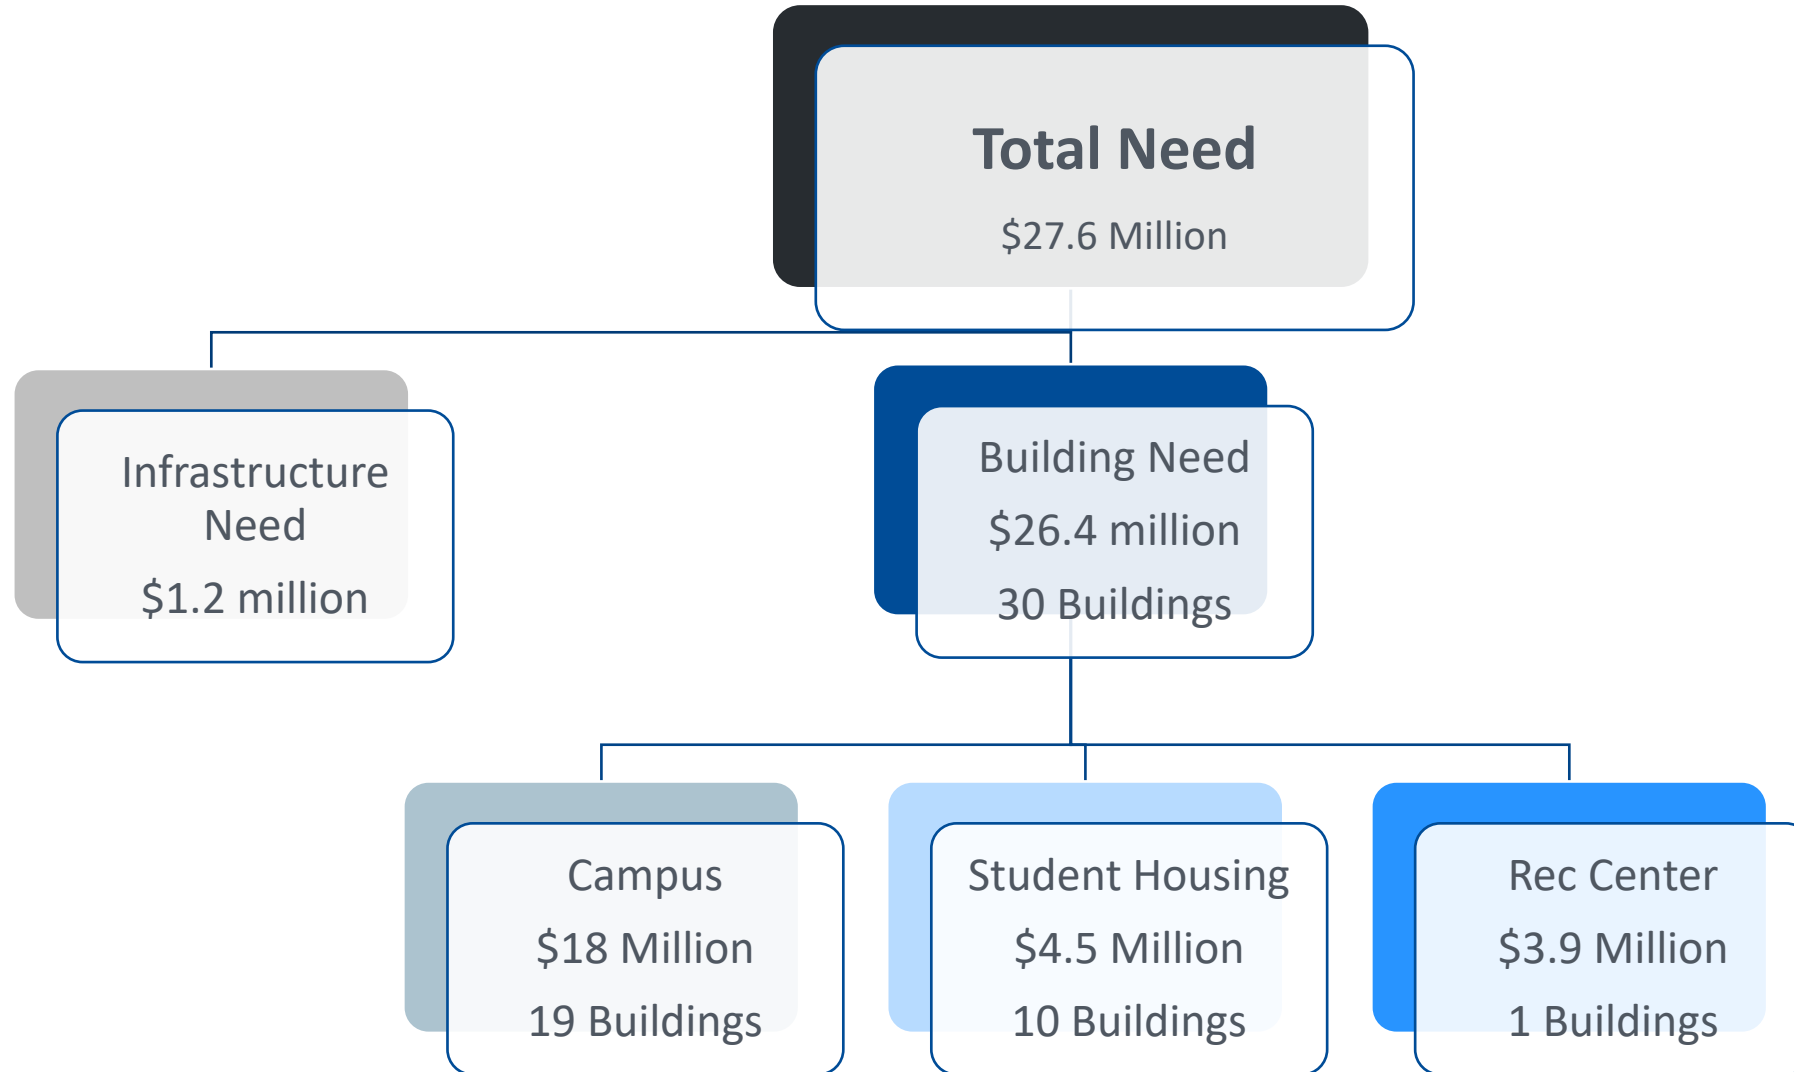 Total Need
$27.6 Million
Infrastructure
Need
$1.2 million
Building Need
$26.4 million
30 Buildings
Campus
$18 Million
19 Buildings
Student Housing
$4.5 Million
10 Buildings
Rec Center
$3.9 Million
1 Buildings